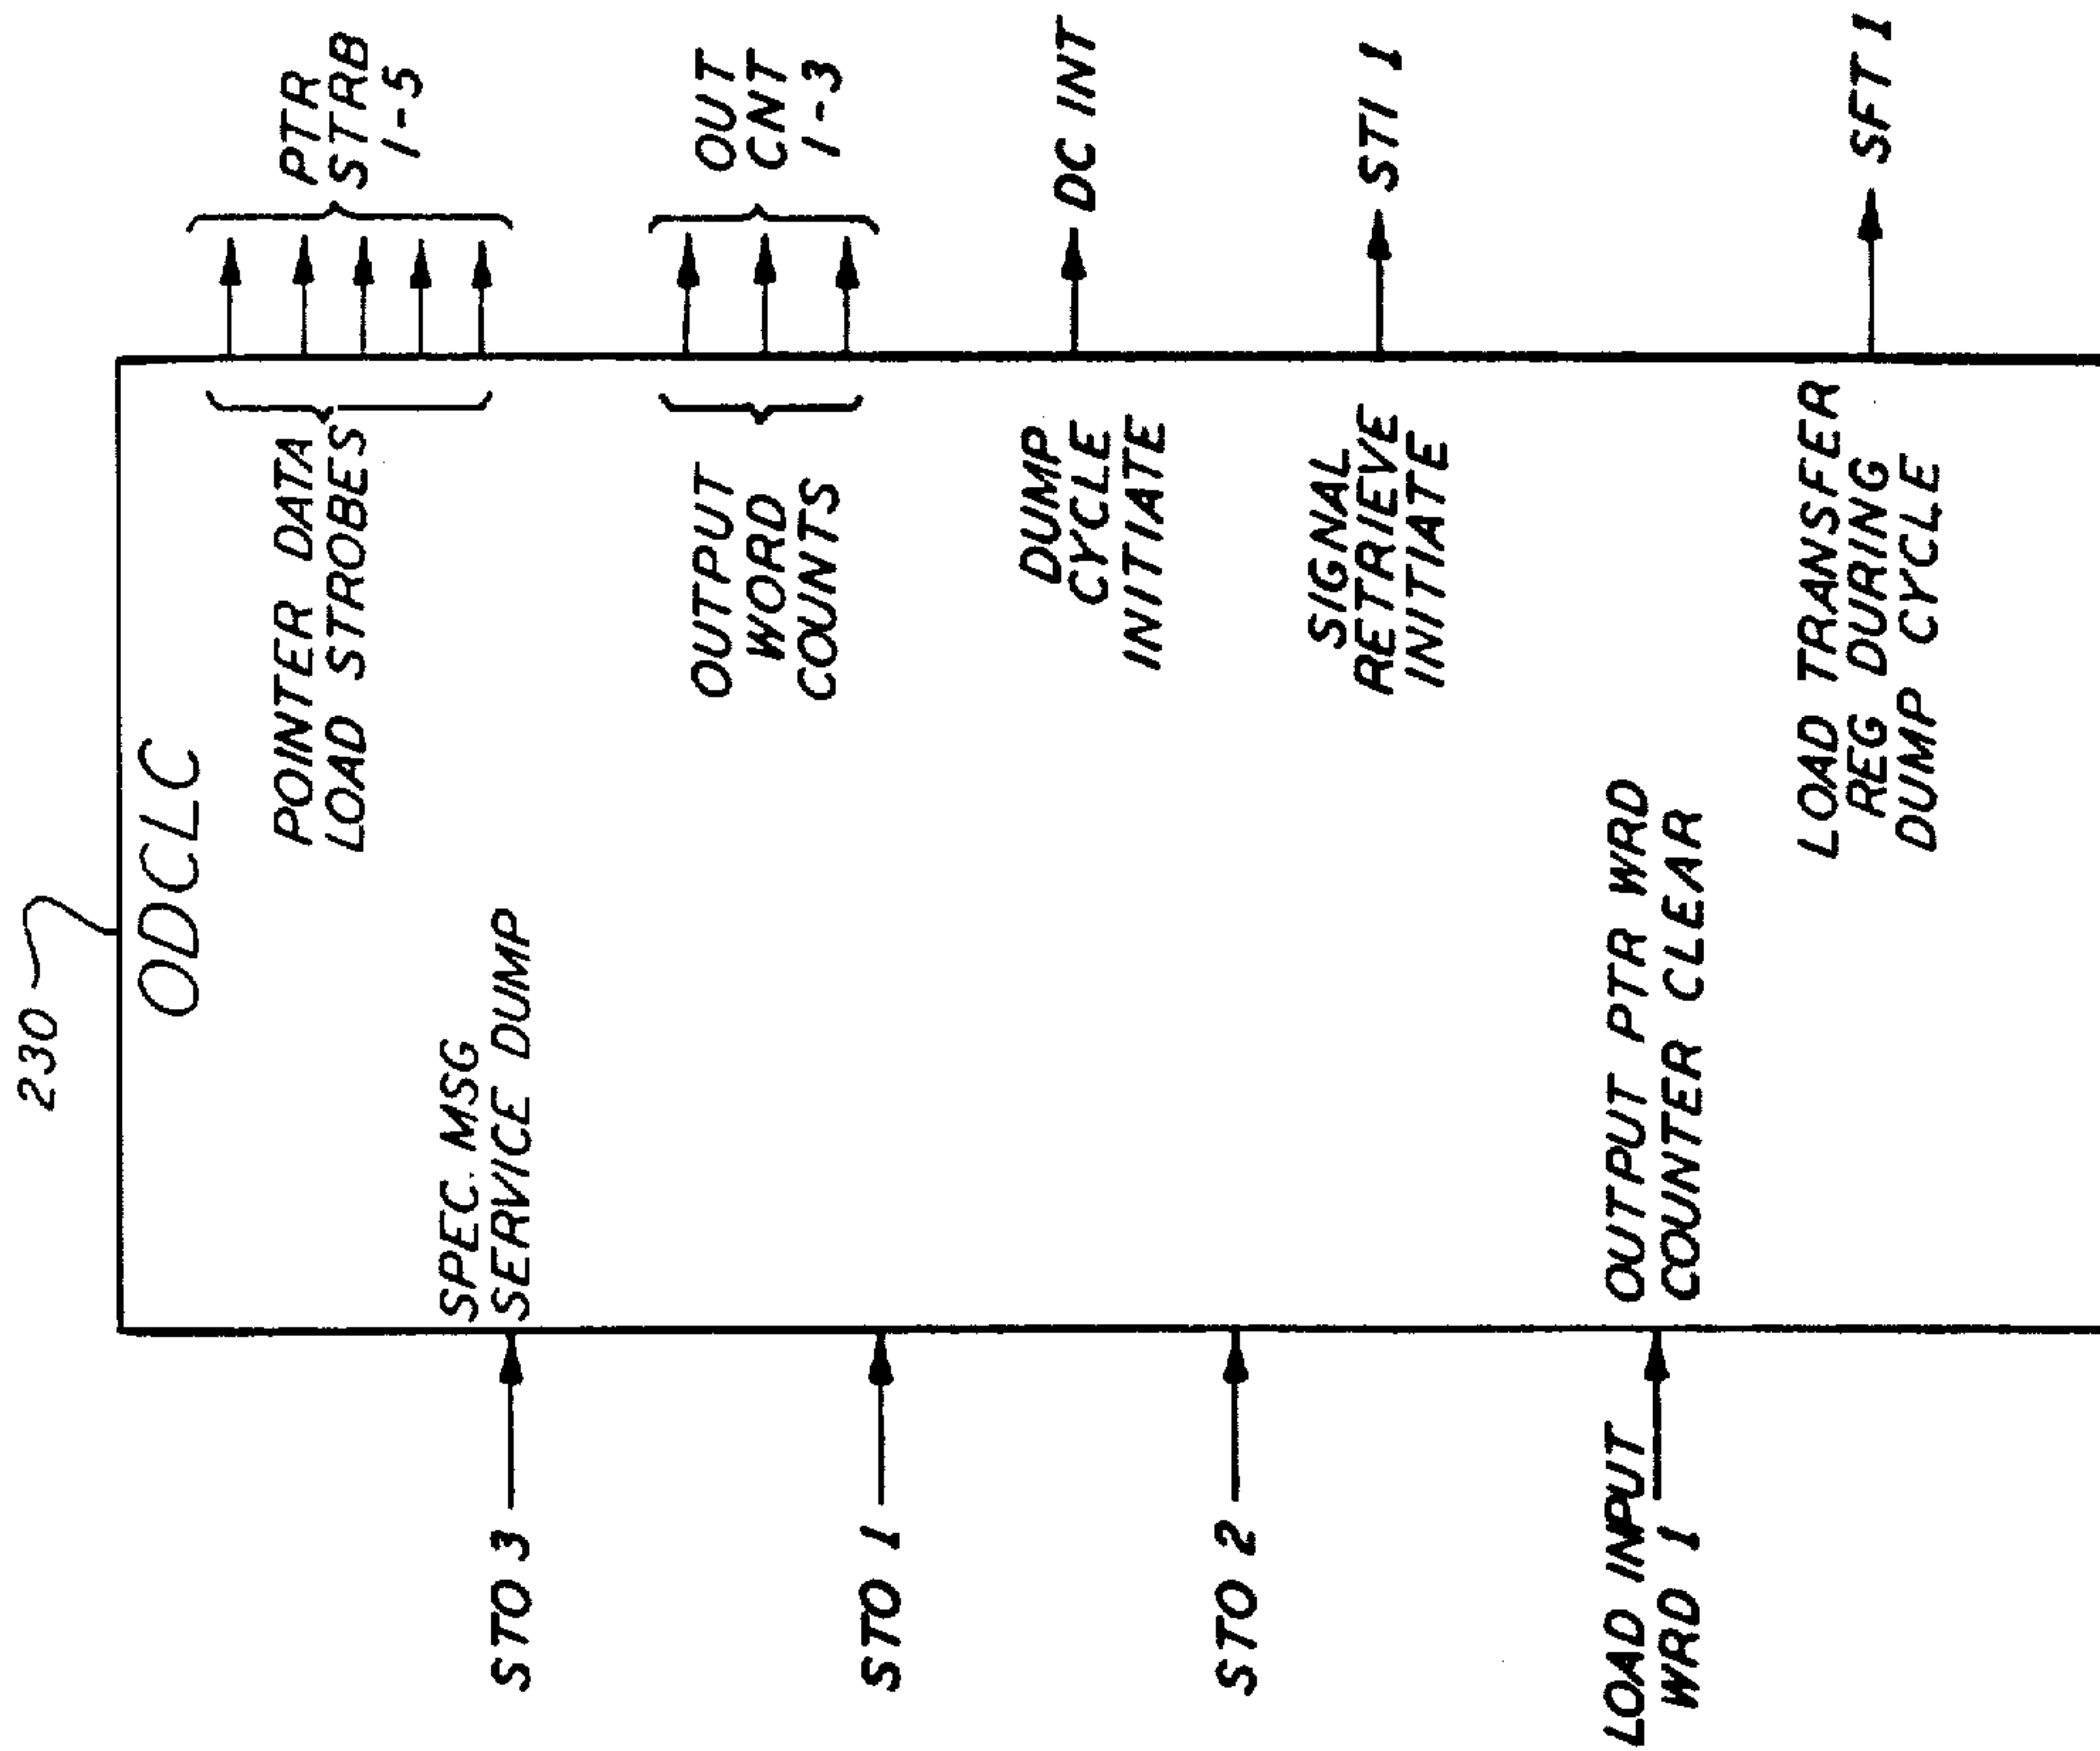 230
ODCLC
STO 3
SPEC. MSG
SERVICE DUMP
POINTER DATA
LOAD STROBES
PTR
STRB
1-5
STO 1
OUTPUT
WORD
COUNTS
OUT
CNT
1-3
DUMP
CYCLE
INITIATE
DC INT
STO 2
SIGNAL
RETRIEVE
INITIATE
STI 1
LOAD INPUT
WRD 1
OUTPUT PTR WRD
COUNTER CLEAR
LOAD TRANSFER
REG DURING
DUMP CYCLE
SFT 1